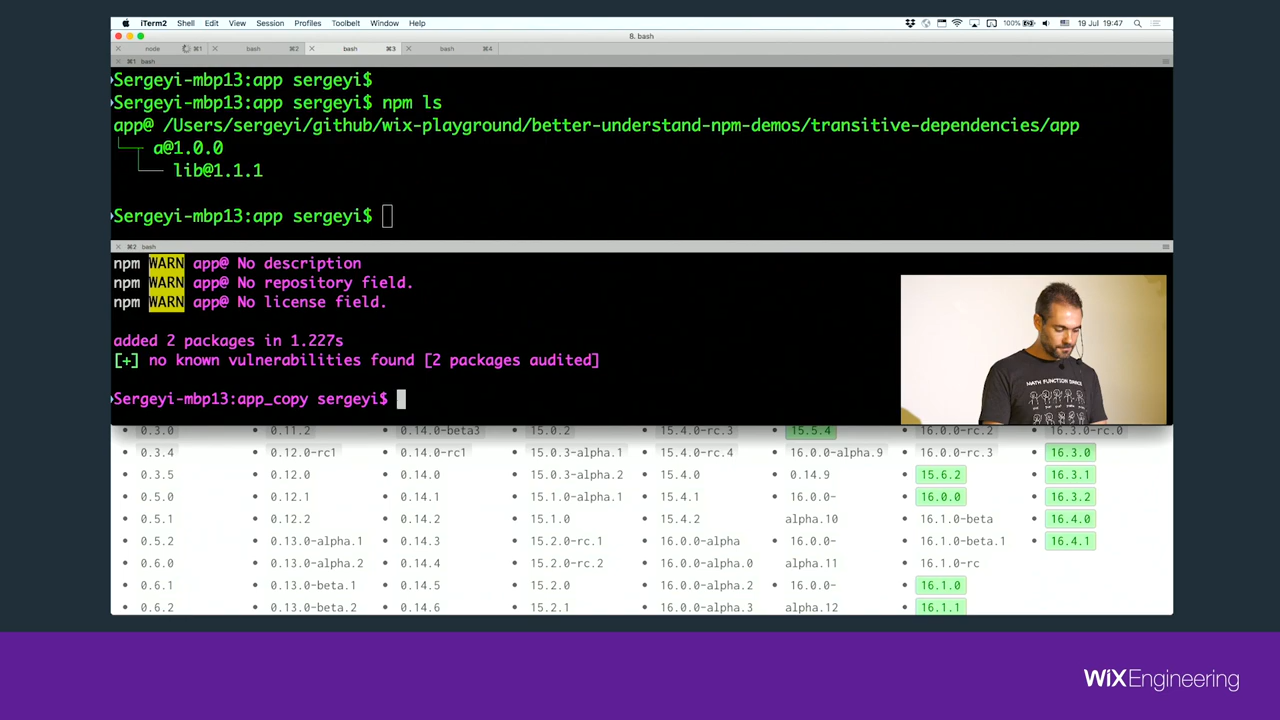 iTerm2 Shell Edit View Session Profiles Toolbelt Window Help 100% 19 Jul 19:47
8. bash
node ⌘1 bash ⌘2 bash ⌘3 bash ⌘4
⌘1 bash
Sergeyi-mbp13:app sergeyi$
Sergeyi-mbp13:app sergeyi$ npm ls
app@ /Users/sergeyi/github/wix-playground/better-understand-npm-demos/transitive-dependencies/app
└── a@1.0.0
└── lib@1.1.1
Sergeyi-mbp13:app sergeyi$
⌘2 bash
npm WARN app@ No description
npm WARN app@ No repository field.
npm WARN app@ No license field.
added 2 packages in 1.227s
[+] no known vulnerabilities found [2 packages audited]
Sergeyi-mbp13:app_copy sergeyi$
MATH FUNCTION DANCE
0.3.0 0.11.2 0.14.0-beta3 15.0.2 15.4.0-rc.3 15.5.4 16.0.0-rc.2 16.3.0-rc.0
0.3.4 0.12.0-rc1 0.14.0-rc1 15.0.3-alpha.1 15.4.0-rc.4 16.0.0-alpha.9 16.0.0-rc.3 16.3.0
0.3.5 0.12.0 0.14.0 15.0.3-alpha.2 15.4.0 0.14.9 15.6.2 16.3.1
0.5.0 0.12.1 0.14.1 15.1.0-alpha.1 15.4.1 16.0.0- 16.0.0 16.3.2
0.5.1 0.12.2 0.14.2 15.1.0 15.4.2 alpha.10 16.1.0-beta 16.4.0
0.5.2 0.13.0-alpha.1 0.14.3 15.2.0-rc.1 16.0.0-alpha 16.0.0- 16.1.0-beta.1 16.4.1
0.6.0 0.13.0-alpha.2 0.14.4 15.2.0-rc.2 16.0.0-alpha.0 alpha.11 16.1.0-rc
0.6.1 0.13.0-beta.1 0.14.5 15.2.0 16.0.0-alpha.2 16.0.0- 16.1.0
0.6.2 0.13.0-beta.2 0.14.6 15.2.1 16.0.0-alpha.3 alpha.12 16.1.1
WiXEngineering